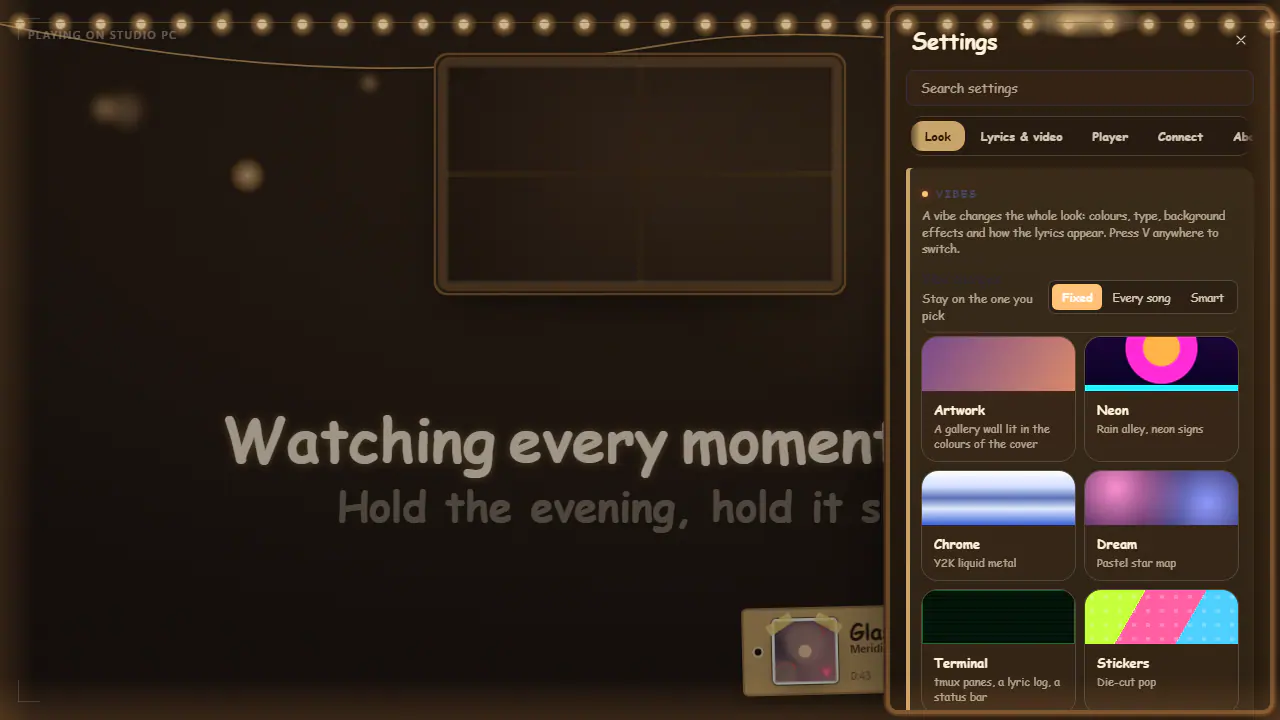 PLAYING ON STUDIO PC
Settings
Search settings
Look
Lyrics & video
Player
Connect
VIBES
A vibe changes the whole look: colours, type, background
effects and how the lyrics appear. Press V anywhere to
switch.
Stay on the one you
pick
Fixed
Every song
Smart
Artwork
A gallery wall lit in the
colours of the cover
Neon
Rain alley, neon signs
Chrome
Y2K liquid metal
Dream
Pastel star map
Terminal
tmux panes, a lyric log, a
status bar
Stickers
Die-cut pop
Watching every moment
Hold the evening, hold it
0:43